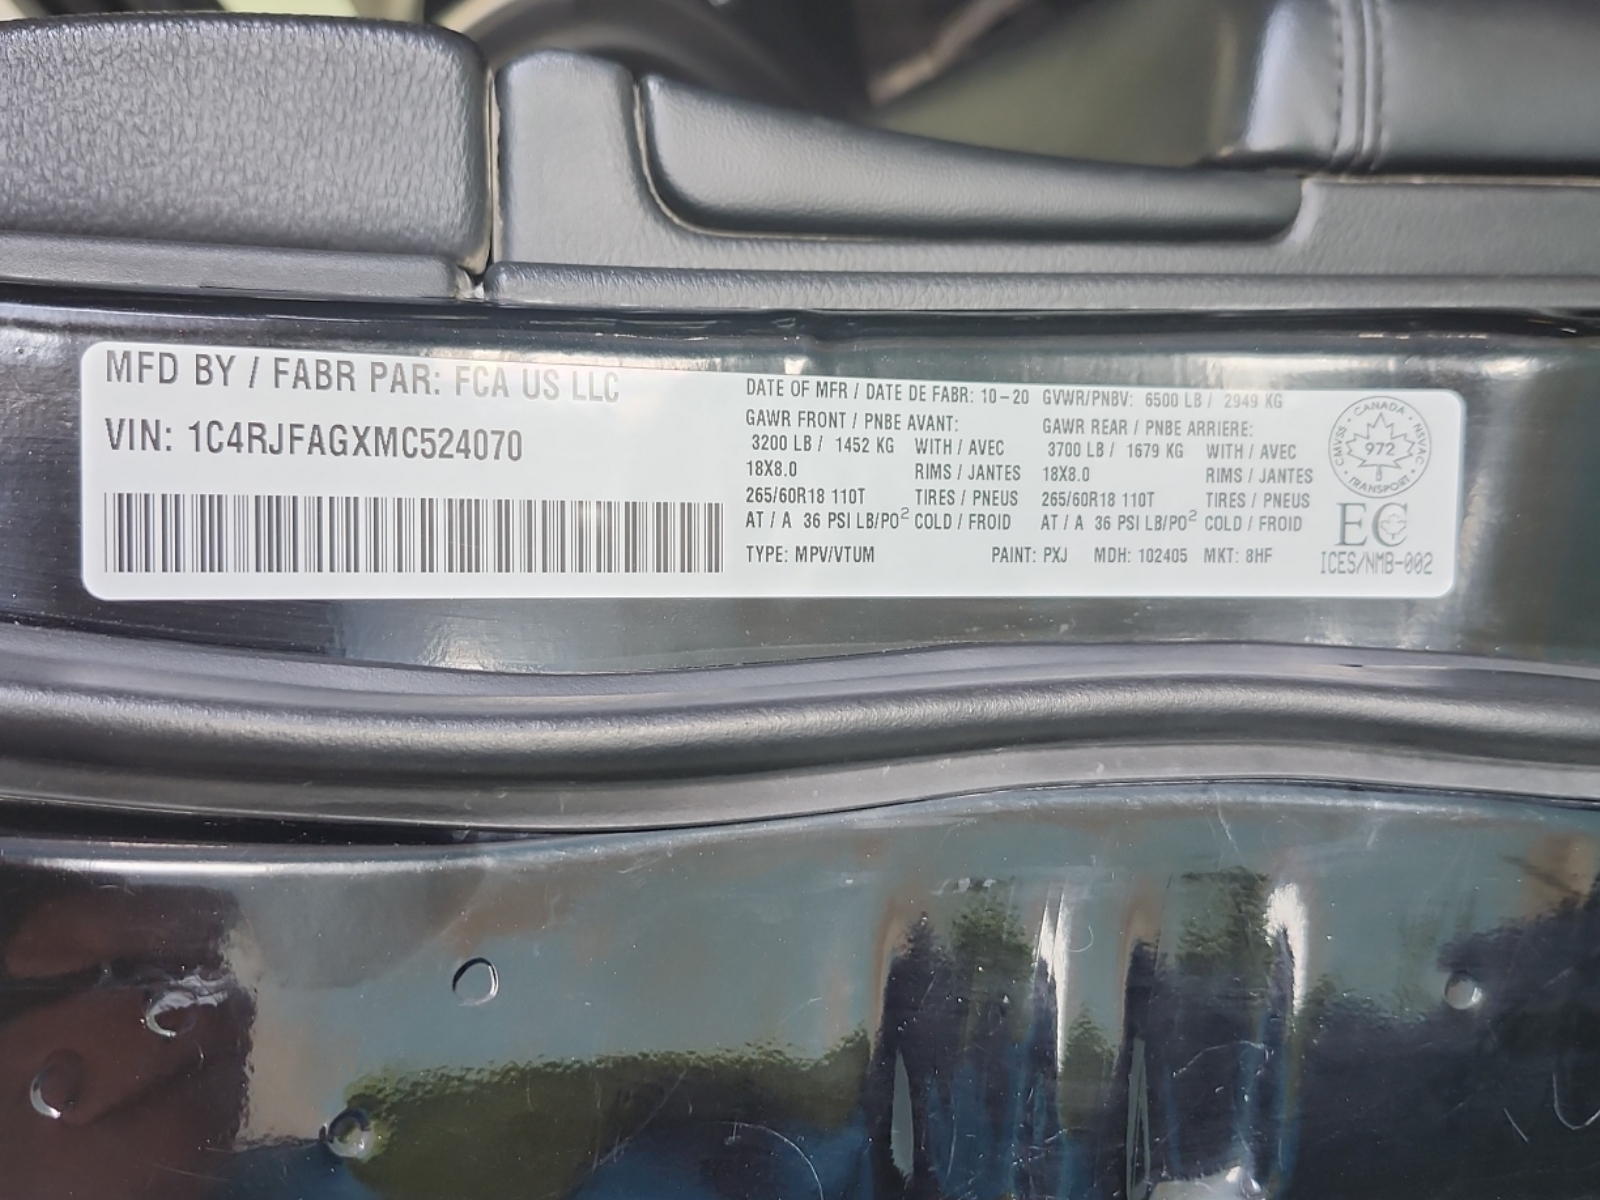 MFD BY / FABR PAR: FCA US LLC
VIN: 1C4RJFAGXMC524070
DATE OF MFR / DATE DE FABR: 10-20 GVWR/PNBV: 6500 LB / 2949 KG
GAWR FRONT / PNBE AVANT: GAWR REAR / PNBE ARRIERE:
3200 LB / 1452 KG WITH / AVEC 3700 LB / 1679 KG WITH / AVEC
18X8.0 RIMS / JANTES 18X8.0 RIMS / JANTES
265/60R18 110T TIRES / PNEUS 265/60R18 110T TIRES / PNEUS
AT / A 36 PSI LB/PO² COLD / FROID AT / A 36 PSI LB/PO² COLD / FROID
TYPE: MPV/VTUM PAINT: PXJ MDH: 102405 MKT: 8HF
CANADA
CMVSS
NSVAC
972
TRANSPORT
EC
ICES/NMB-002